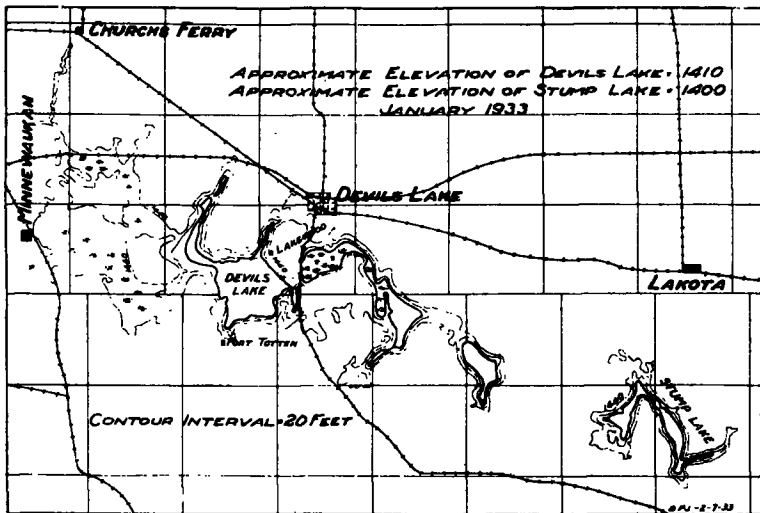 CHURCHS FERRY
APPROXIMATE ELEVATION OF DEVILS LAKE · 1410
APPROXIMATE ELEVATION OF STUMP LAKE · 1400
JANUARY 1933
MINNEWAUKAN
DEVILS LAKE
LAKEWOOD
DEVILS
LAKE
LAKOTA
FORT TOTTEN
STUMP LAKE
CONTOUR INTERVAL · 20 FEET